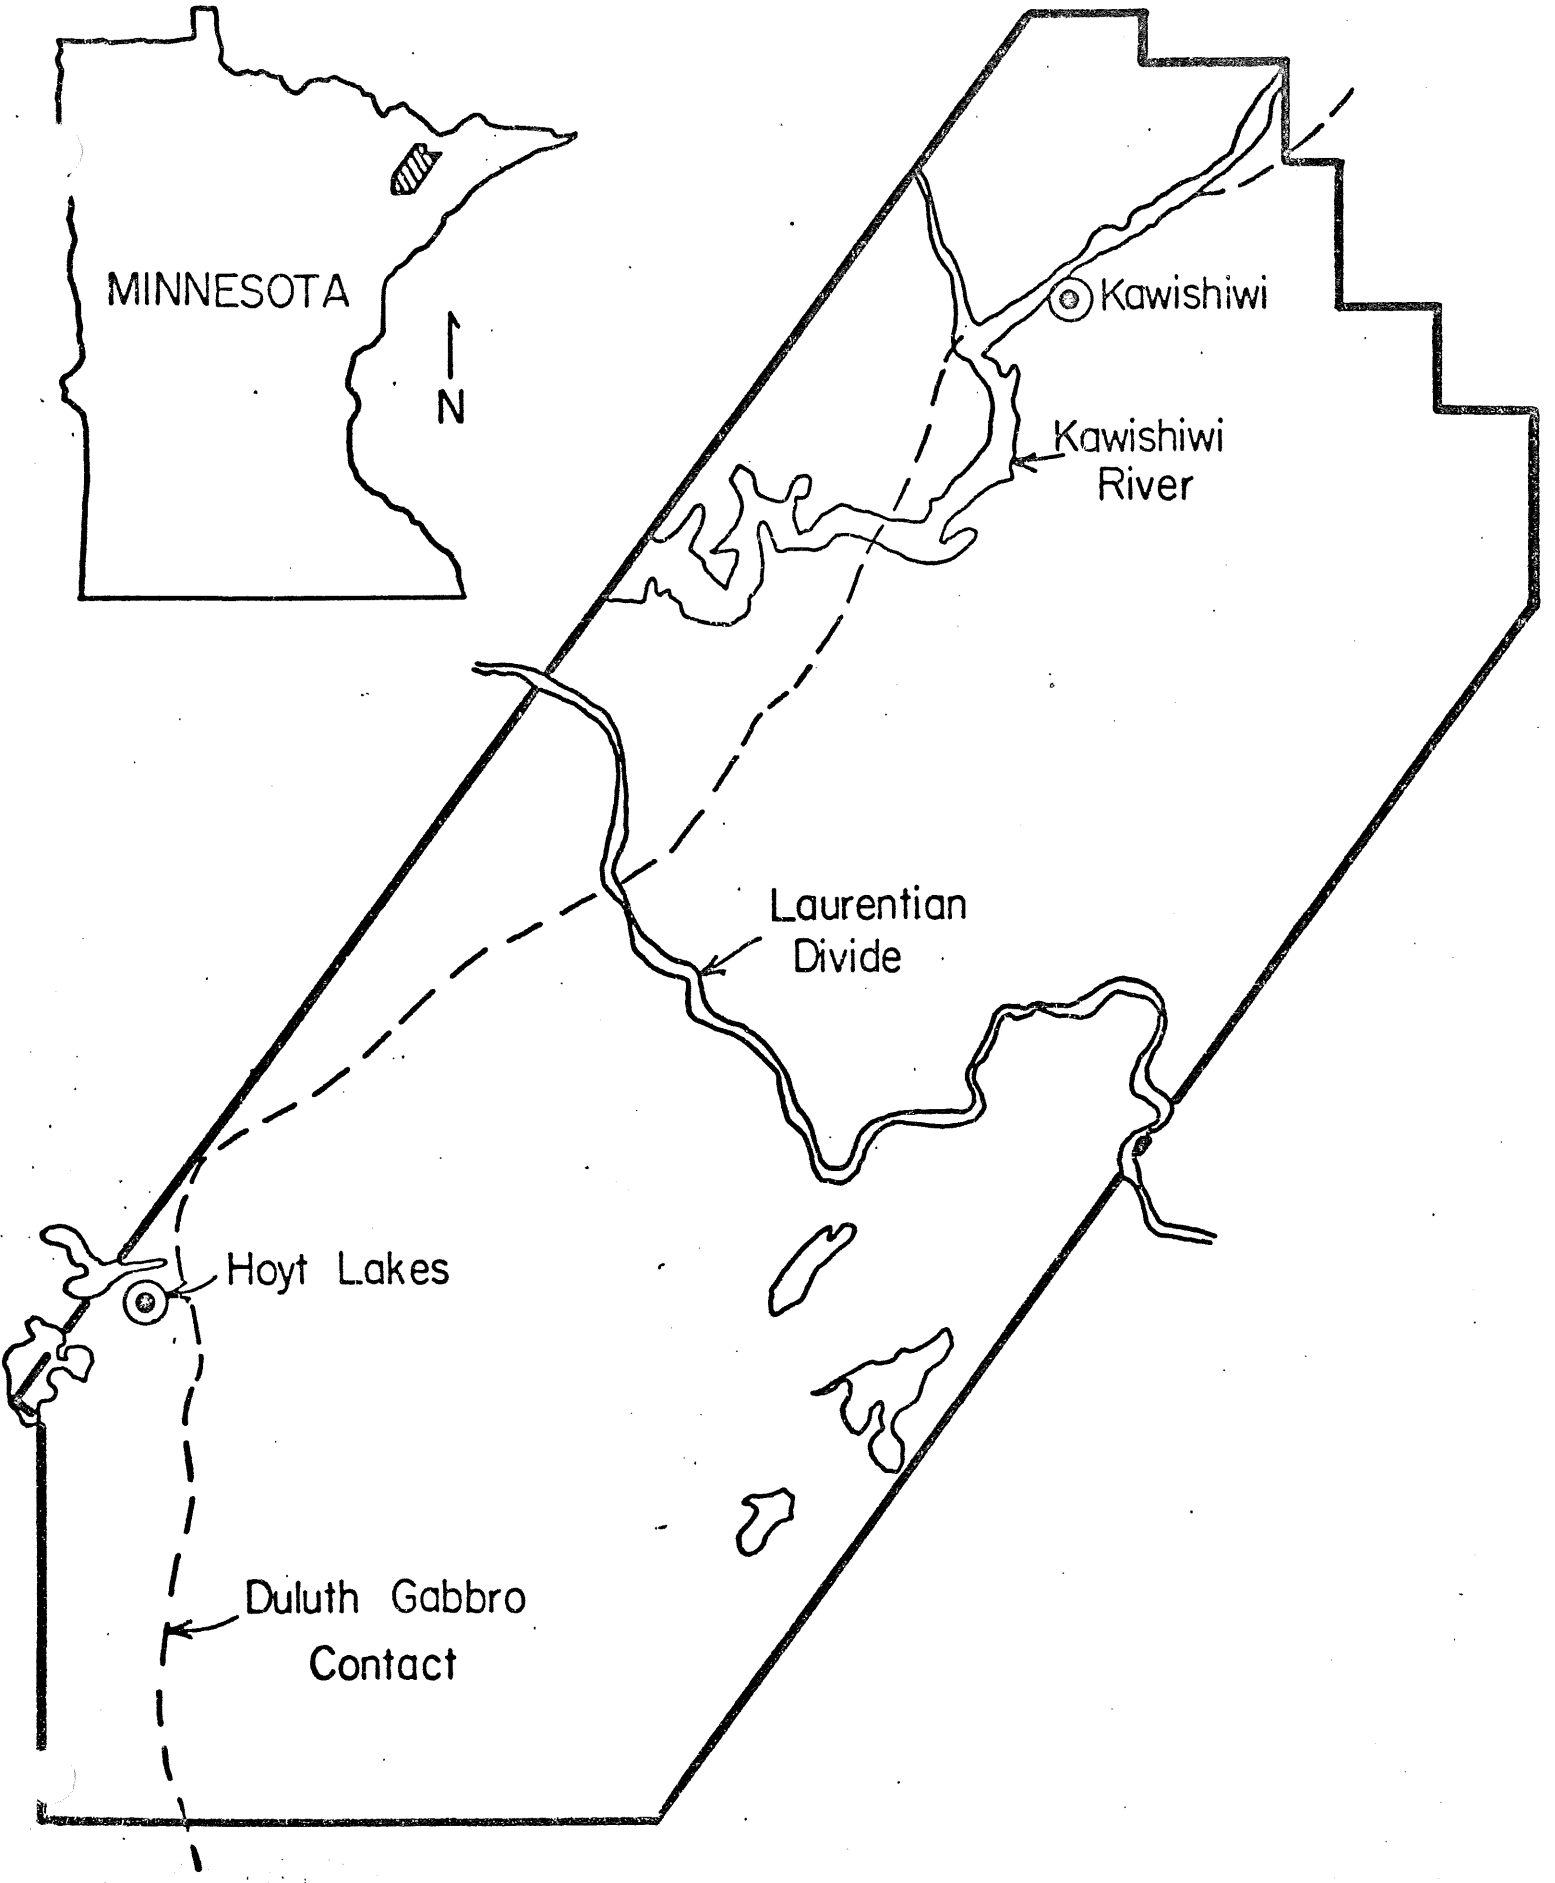 MINNESOTA
N
Kawishiwi
Kawishiwi
River
Laurentian
Divide
Hoyt Lakes
Duluth Gabbro
Contact